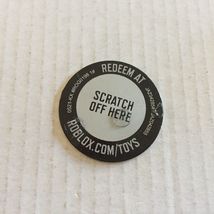 REDEEM AT
SCRATCH
OFF HERE
ROBLOX.COM/TOYS